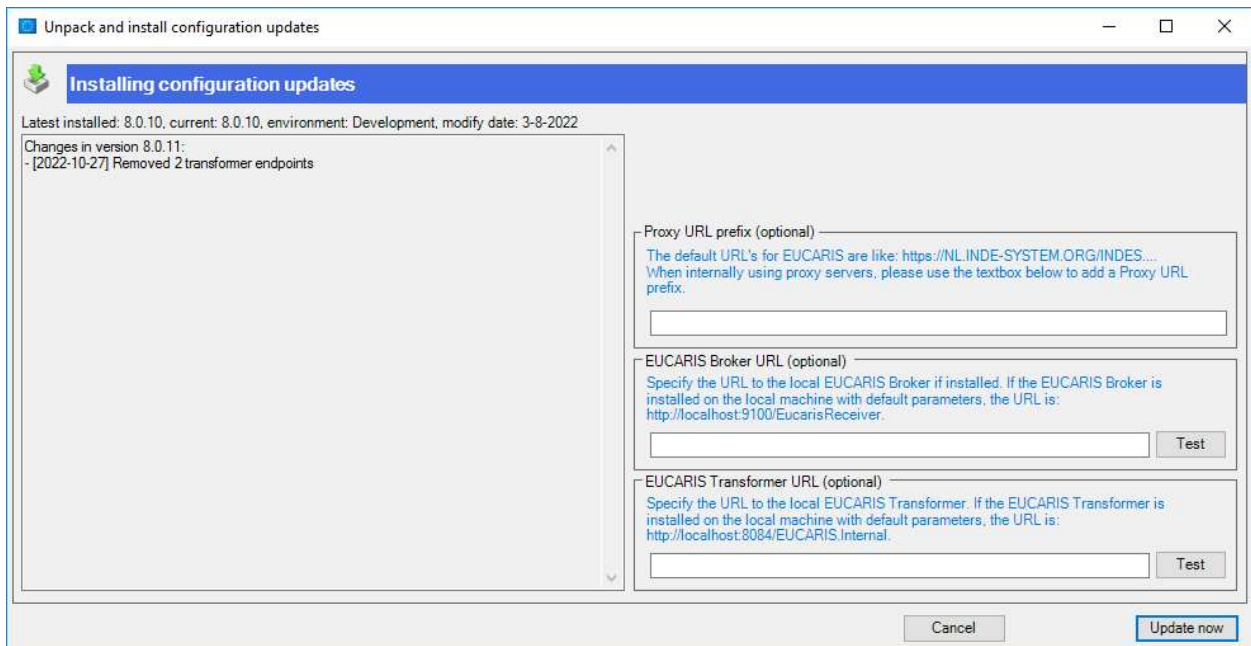 Unpack and install configuration updates
Installing configuration updates
Latest installed: 8.0.10, current: 8.0.10, environment: Development, modify date: 3-8-2022
Changes in version 8.0.11:
- [2022-10-27] Removed 2 transformer endpoints
Proxy URL prefix (optional)
The default URL's for EUCARIS are like: https://NL.INDE-SYSTEM.ORG/INDES....
When internally using proxy servers, please use the textbox below to add a Proxy URL
prefix.
EUCARIS Broker URL (optional)
Specify the URL to the local EUCARIS Broker if installed. If the EUCARIS Broker is
installed on the local machine with default parameters, the URL is:
http://localhost:9100/EucarisReceiver.
Test
EUCARIS Transformer URL (optional)
Specify the URL to the local EUCARIS Transformer. If the EUCARIS Transformer is
installed on the local machine with default parameters, the URL is:
http://localhost:8084/EUCARIS.Internal.
Test
Cancel
Update now